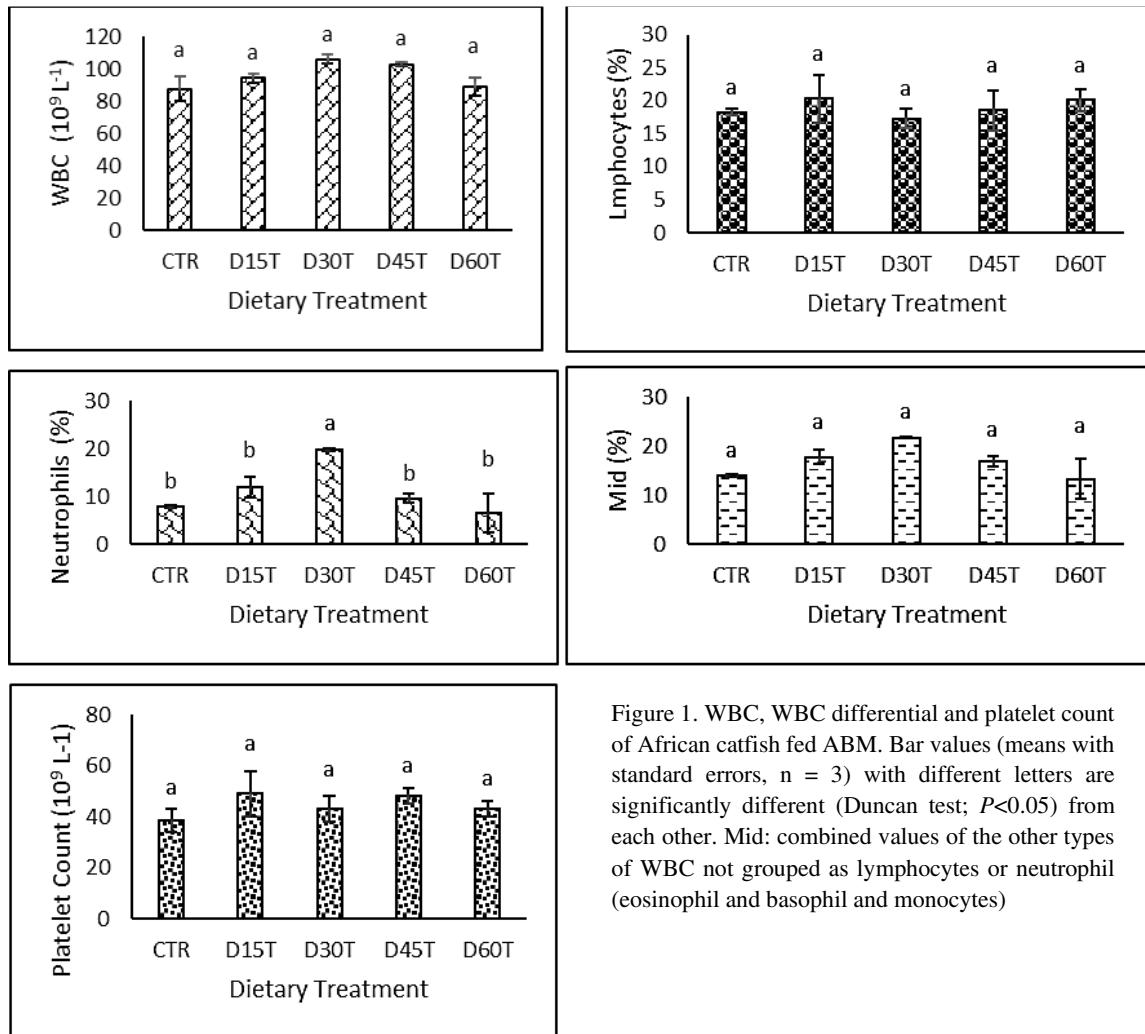 120
100
80
60
40
20
0
WBC (10⁹ L⁻¹)
a
a
a
a
a
CTR D15T D30T D45T D60T
Dietary Treatment
30
25
20
15
10
5
0
Lmphocytes (%)
a
a
a
a
a
CTR D15T D30T D45T D60T
Dietary Treatment
30
20
10
0
Neutrophils (%)
b
b
a
b
b
CTR D15T D30T D45T D60T
Dietary Treatment
30
20
10
0
Mid (%)
a
a
a
a
a
CTR D15T D30T D45T D60T
Dietary Treatment
80
60
40
20
0
Platelet Count (10⁹ L-1)
a
a
a
a
a
CTR D15T D30T D45T D60T
Dietary Treatment
Figure 1. WBC, WBC differential and platelet count
of African catfish fed ABM. Bar values (means with
standard errors, n = 3) with different letters are
significantly different (Duncan test; P<0.05) from
each other. Mid: combined values of the other types
of WBC not grouped as lymphocytes or neutrophil
(eosinophil and basophil and monocytes)